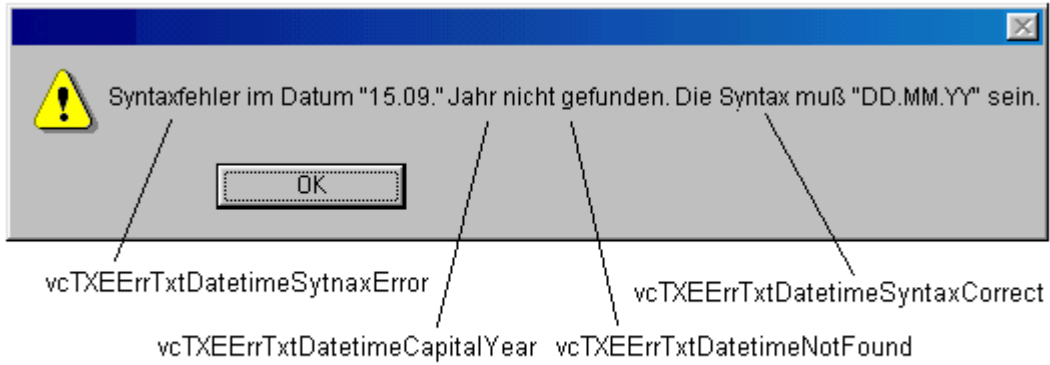 Syntaxfehler im Datum "15.09." Jahr nicht gefunden. Die Syntax muß "DD.MM.YY" sein.
OK
vcTXEErrTxtDatetimeSytnaxError
vcTXEErrTxtDatetimeSyntaxCorrect
vcTXEErrTxtDatetimeCapitalYear vcTXEErrTxtDatetimeNotFound